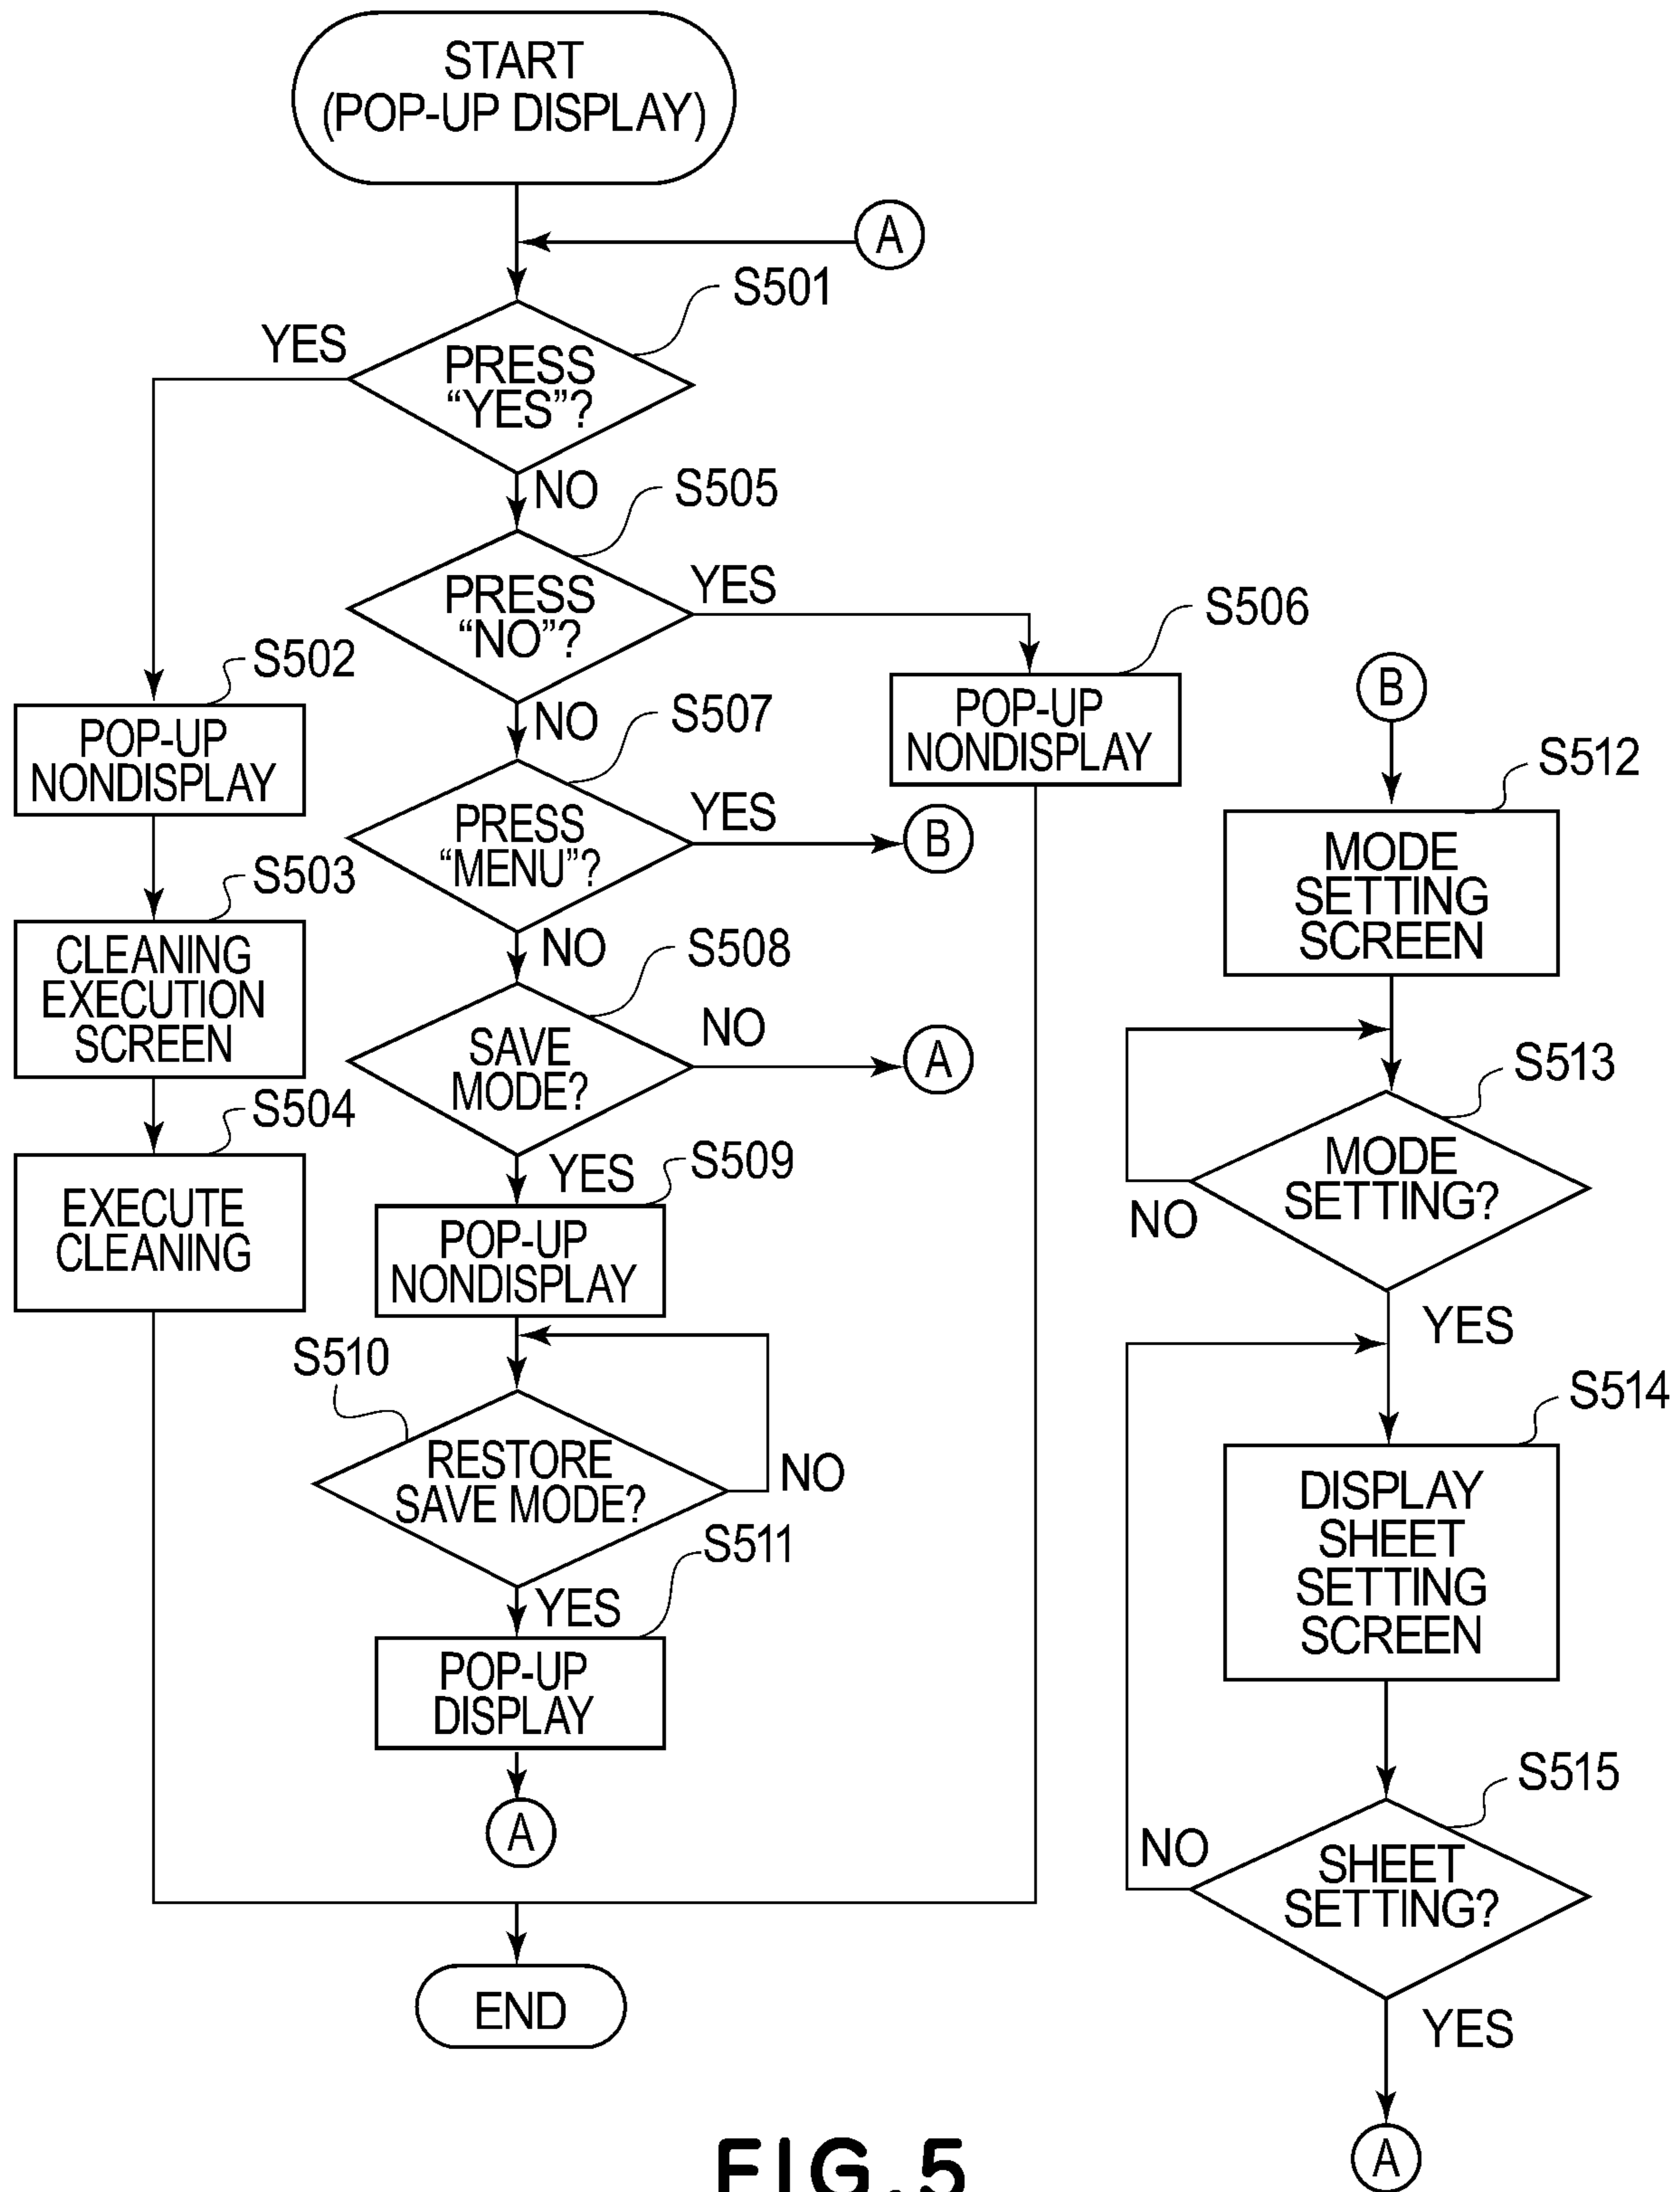 START
(POP-UP DISPLAY)
A
S501
YES
PRESS
“YES”?
NO
S505
PRESS
“NO”?
YES
S506
POP-UP
NONDISPLAY
S502
POP-UP
NONDISPLAY
NO
S507
PRESS
“MENU”?
YES
B
S503
CLEANING
EXECUTION
SCREEN
NO
S508
SAVE
MODE?
NO
A
S504
EXECUTE
CLEANING
YES
S509
POP-UP
NONDISPLAY
S510
RESTORE
SAVE MODE?
NO
YES
S511
POP-UP
DISPLAY
A
END
B
S512
MODE
SETTING
SCREEN
S513
MODE
SETTING?
NO
YES
S514
DISPLAY
SHEET
SETTING
SCREEN
S515
SHEET
SETTING?
NO
YES
A
FIG.5